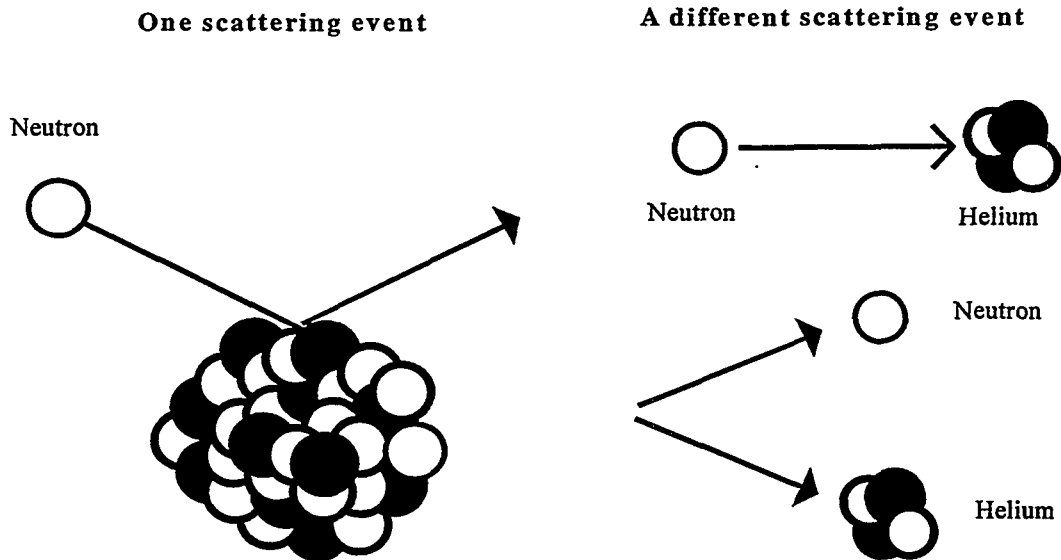 One scattering event
Neutron
A different scattering event
Neutron
Helium
Neutron
Helium